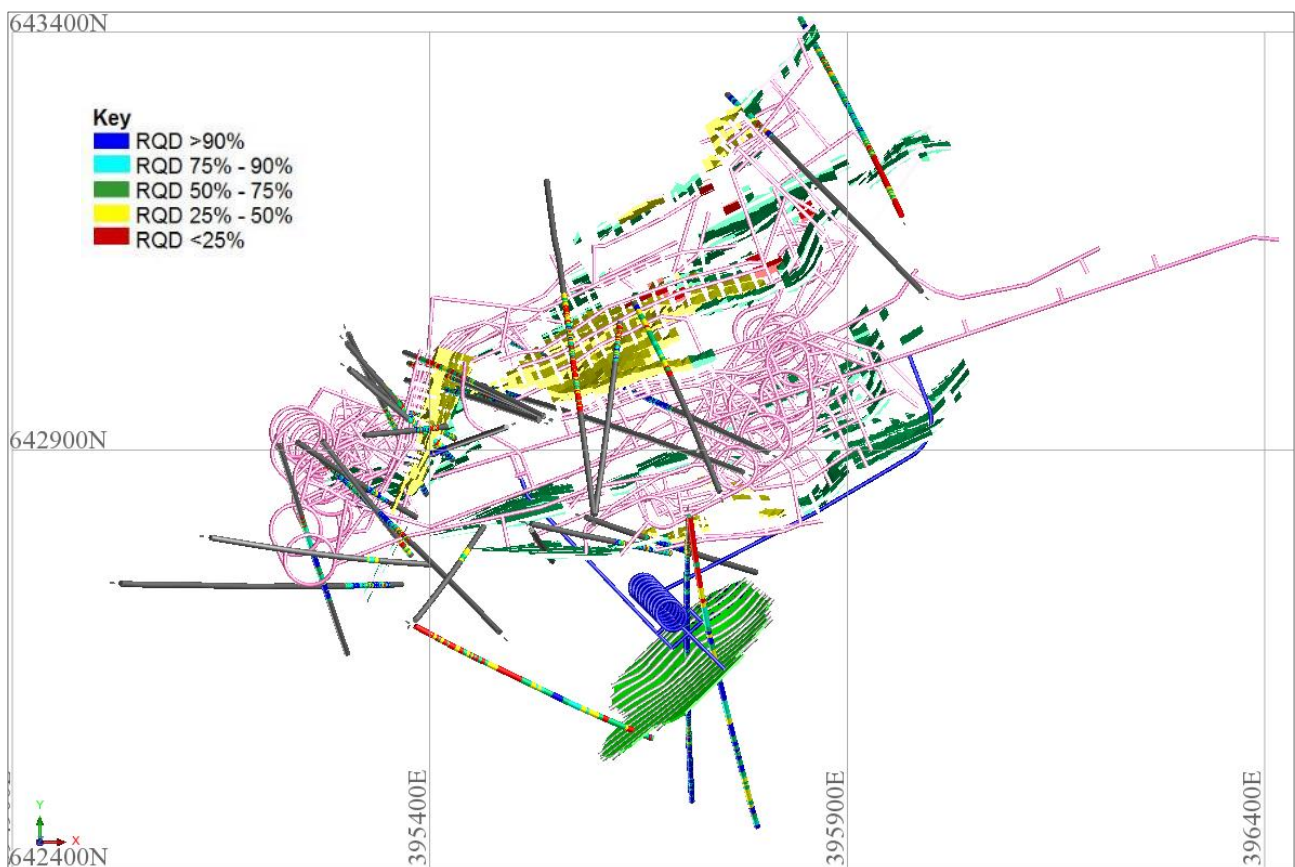 643400N
Key
RQD >90%
RQD 75% - 90%
RQD 50% - 75%
RQD 25% - 50%
RQD <25%
642900N
395400E
395900E
396400E
Y
X
642400N